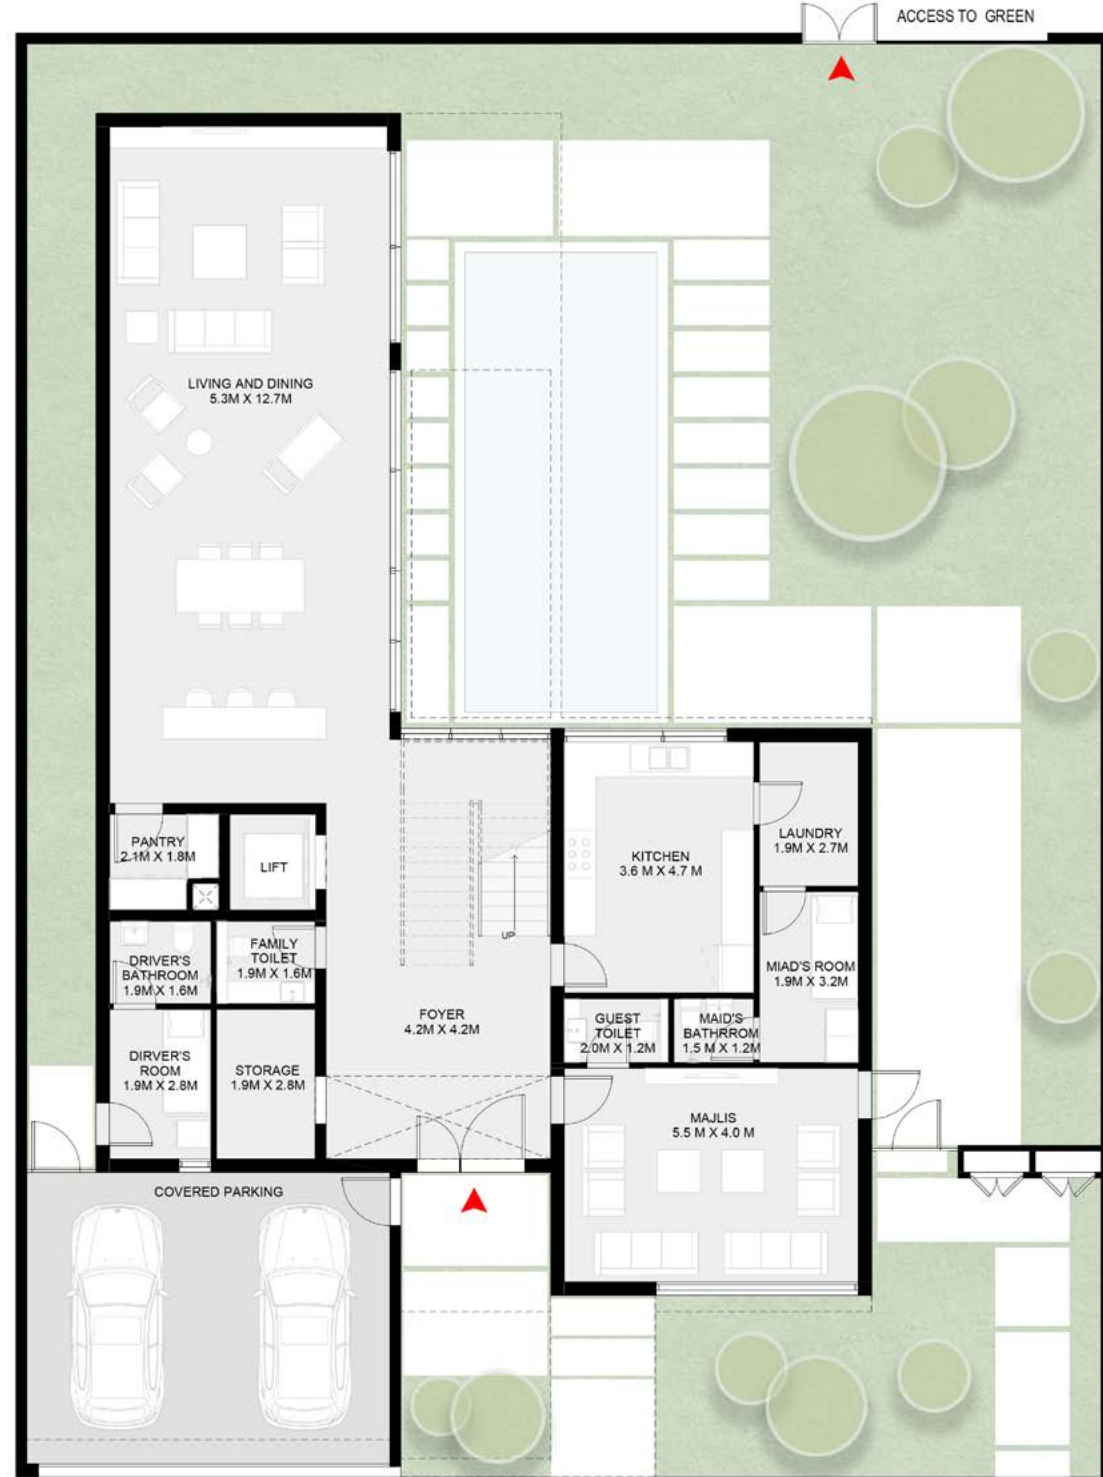 ACCESS TO GREEN
LIVING AND DINING
5.3M X 12.7M
PANTRY
2.1M X 1.8M
LIFT
KITCHEN
3.6 M X 4.7 M
LAUNDRY
1.9M X 2.7M
UP
DRIVER'S
BATHROOM
1.9M X 1.6M
FAMILY
TOILET
1.9M X 1.6M
MIAD'S ROOM
1.9M X 3.2M
FOYER
4.2M X 4.2M
GUEST
TOILET
2.0M X 1.2M
MAID'S
BATHRROM
1.5 M X 1.2M
DIRVER'S
ROOM
1.9M X 2.8M
STORAGE
1.9M X 2.8M
MAJLIS
5.5 M X 4.0 M
COVERED PARKING